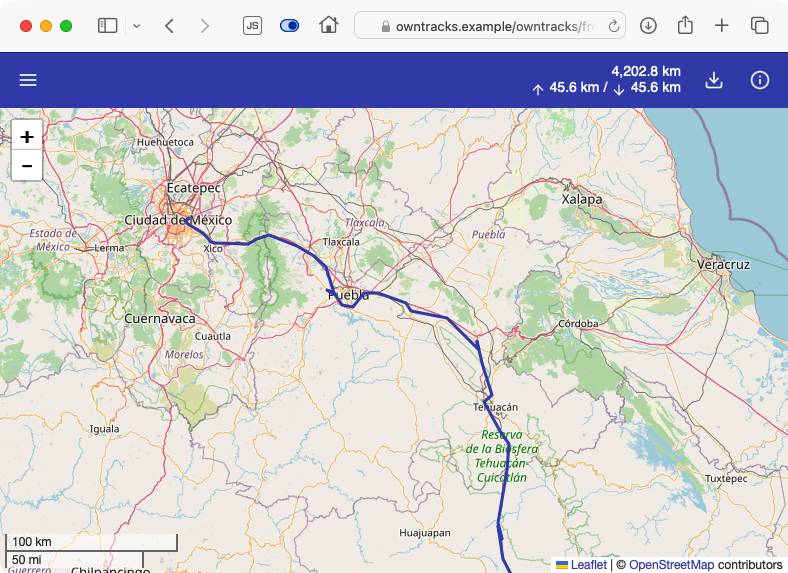 JS
owntracks.example/owntracks/fr
4,202.8 km
↑ 45.6 km / ↓ 45.6 km
+
−
Huehuetoca
Ecatepec
Xalapa
Ciudad de México
Tlaxcala
Estado de
México
Puebla
Lerma
Xico
Tlaxcala
Veracruz
Puebla
Cuernavaca
Córdoba
Cuautla
Morelos
Tehuacán
Iguala
Reserva
de la Biósfera
Tehuacán-
Cuicatlán
Tuxtepec
Huajuapan
100 km
50 mi
Guerrero
Chilpancingo
Leaflet | © OpenStreetMap contributors